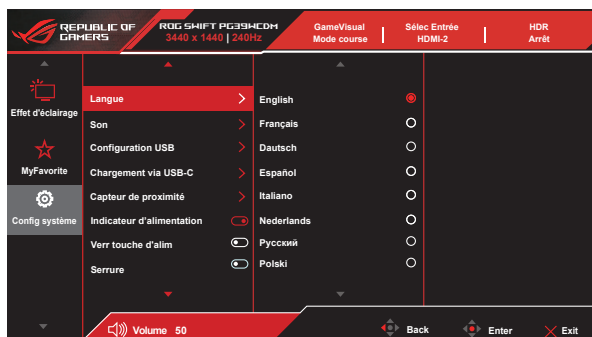 REPUBLIC OF
GAMERS
ROG SHIFT PG39WCDM
3440 x 1440 | 240Hz
GameVisual
Mode course
Sélec Entrée
HDMI-2
HDR
Arrêt
Effet d'éclairage
MyFavorite
Config système
Langue
Son
Configuration USB
Chargement via USB-C
Capteur de proximité
Indicateur d'alimentation
Verr touche d'alim
Serrure
English
Français
Dautsch
Español
Italiano
Nederlands
Русский
Polski
Volume 50
Back
Enter
Exit